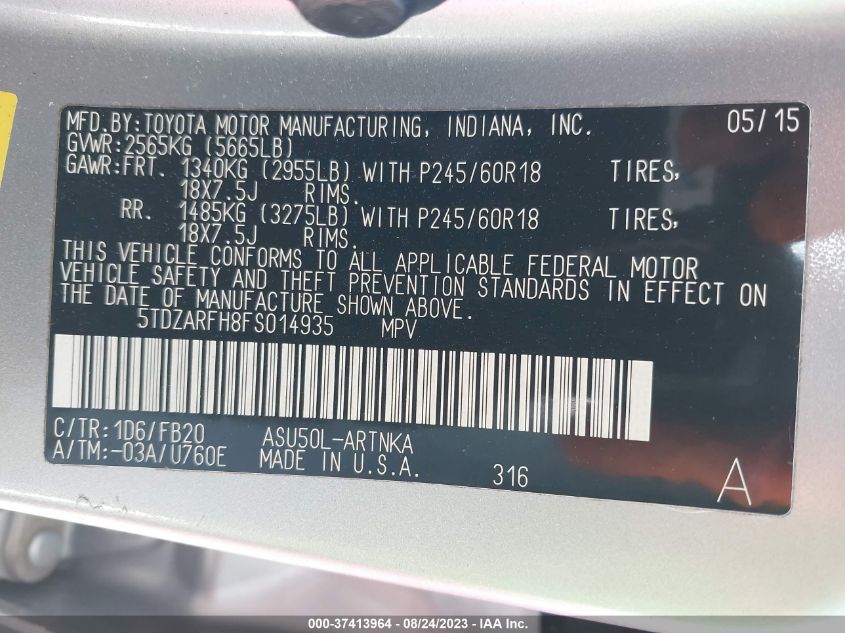 MFD.BY:TOYOTA MOTOR MANUFACTURING, INDIANA, INC. 05/15
GVWR:2565KG (5665LB)
GAWR:FRT. 1340KG (2955LB) WITH P245/60R18 TIRES,
18X7.5J RIMS.
RR. 1485KG (3275LB) WITH P245/60R18 TIRES,
18X7.5J RIMS.
THIS VEHICLE CONFORMS TO ALL APPLICABLE FEDERAL MOTOR
VEHICLE SAFETY AND THEFT PREVENTION STANDARDS IN EFFECT ON
THE DATE OF MANUFACTURE SHOWN ABOVE.
5TDZARFH8FS014935 MPV
C/TR:1D6/FB20 ASU50L-ARTNKA
A/TM:-03A/U760E MADE IN U.S.A. 316 A
000-37413964 - 08/24/2023 - IAAI.com